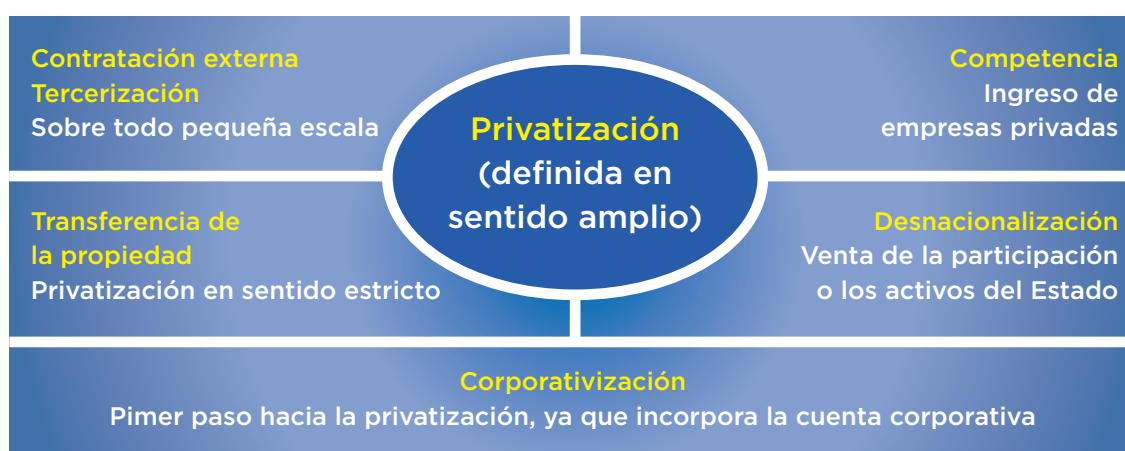 Contratación externa
Tercerización
Sobre todo pequeña escala
Competencia
Ingreso de
empresas privadas
Privatización
(definida en
sentido amplio)
Transferencia de
la propiedad
Privatización en sentido estricto
Desnacionalización
Venta de la participación
o los activos del Estado
Corporativización
Pimer paso hacia la privatización, ya que incorpora la cuenta corporativa